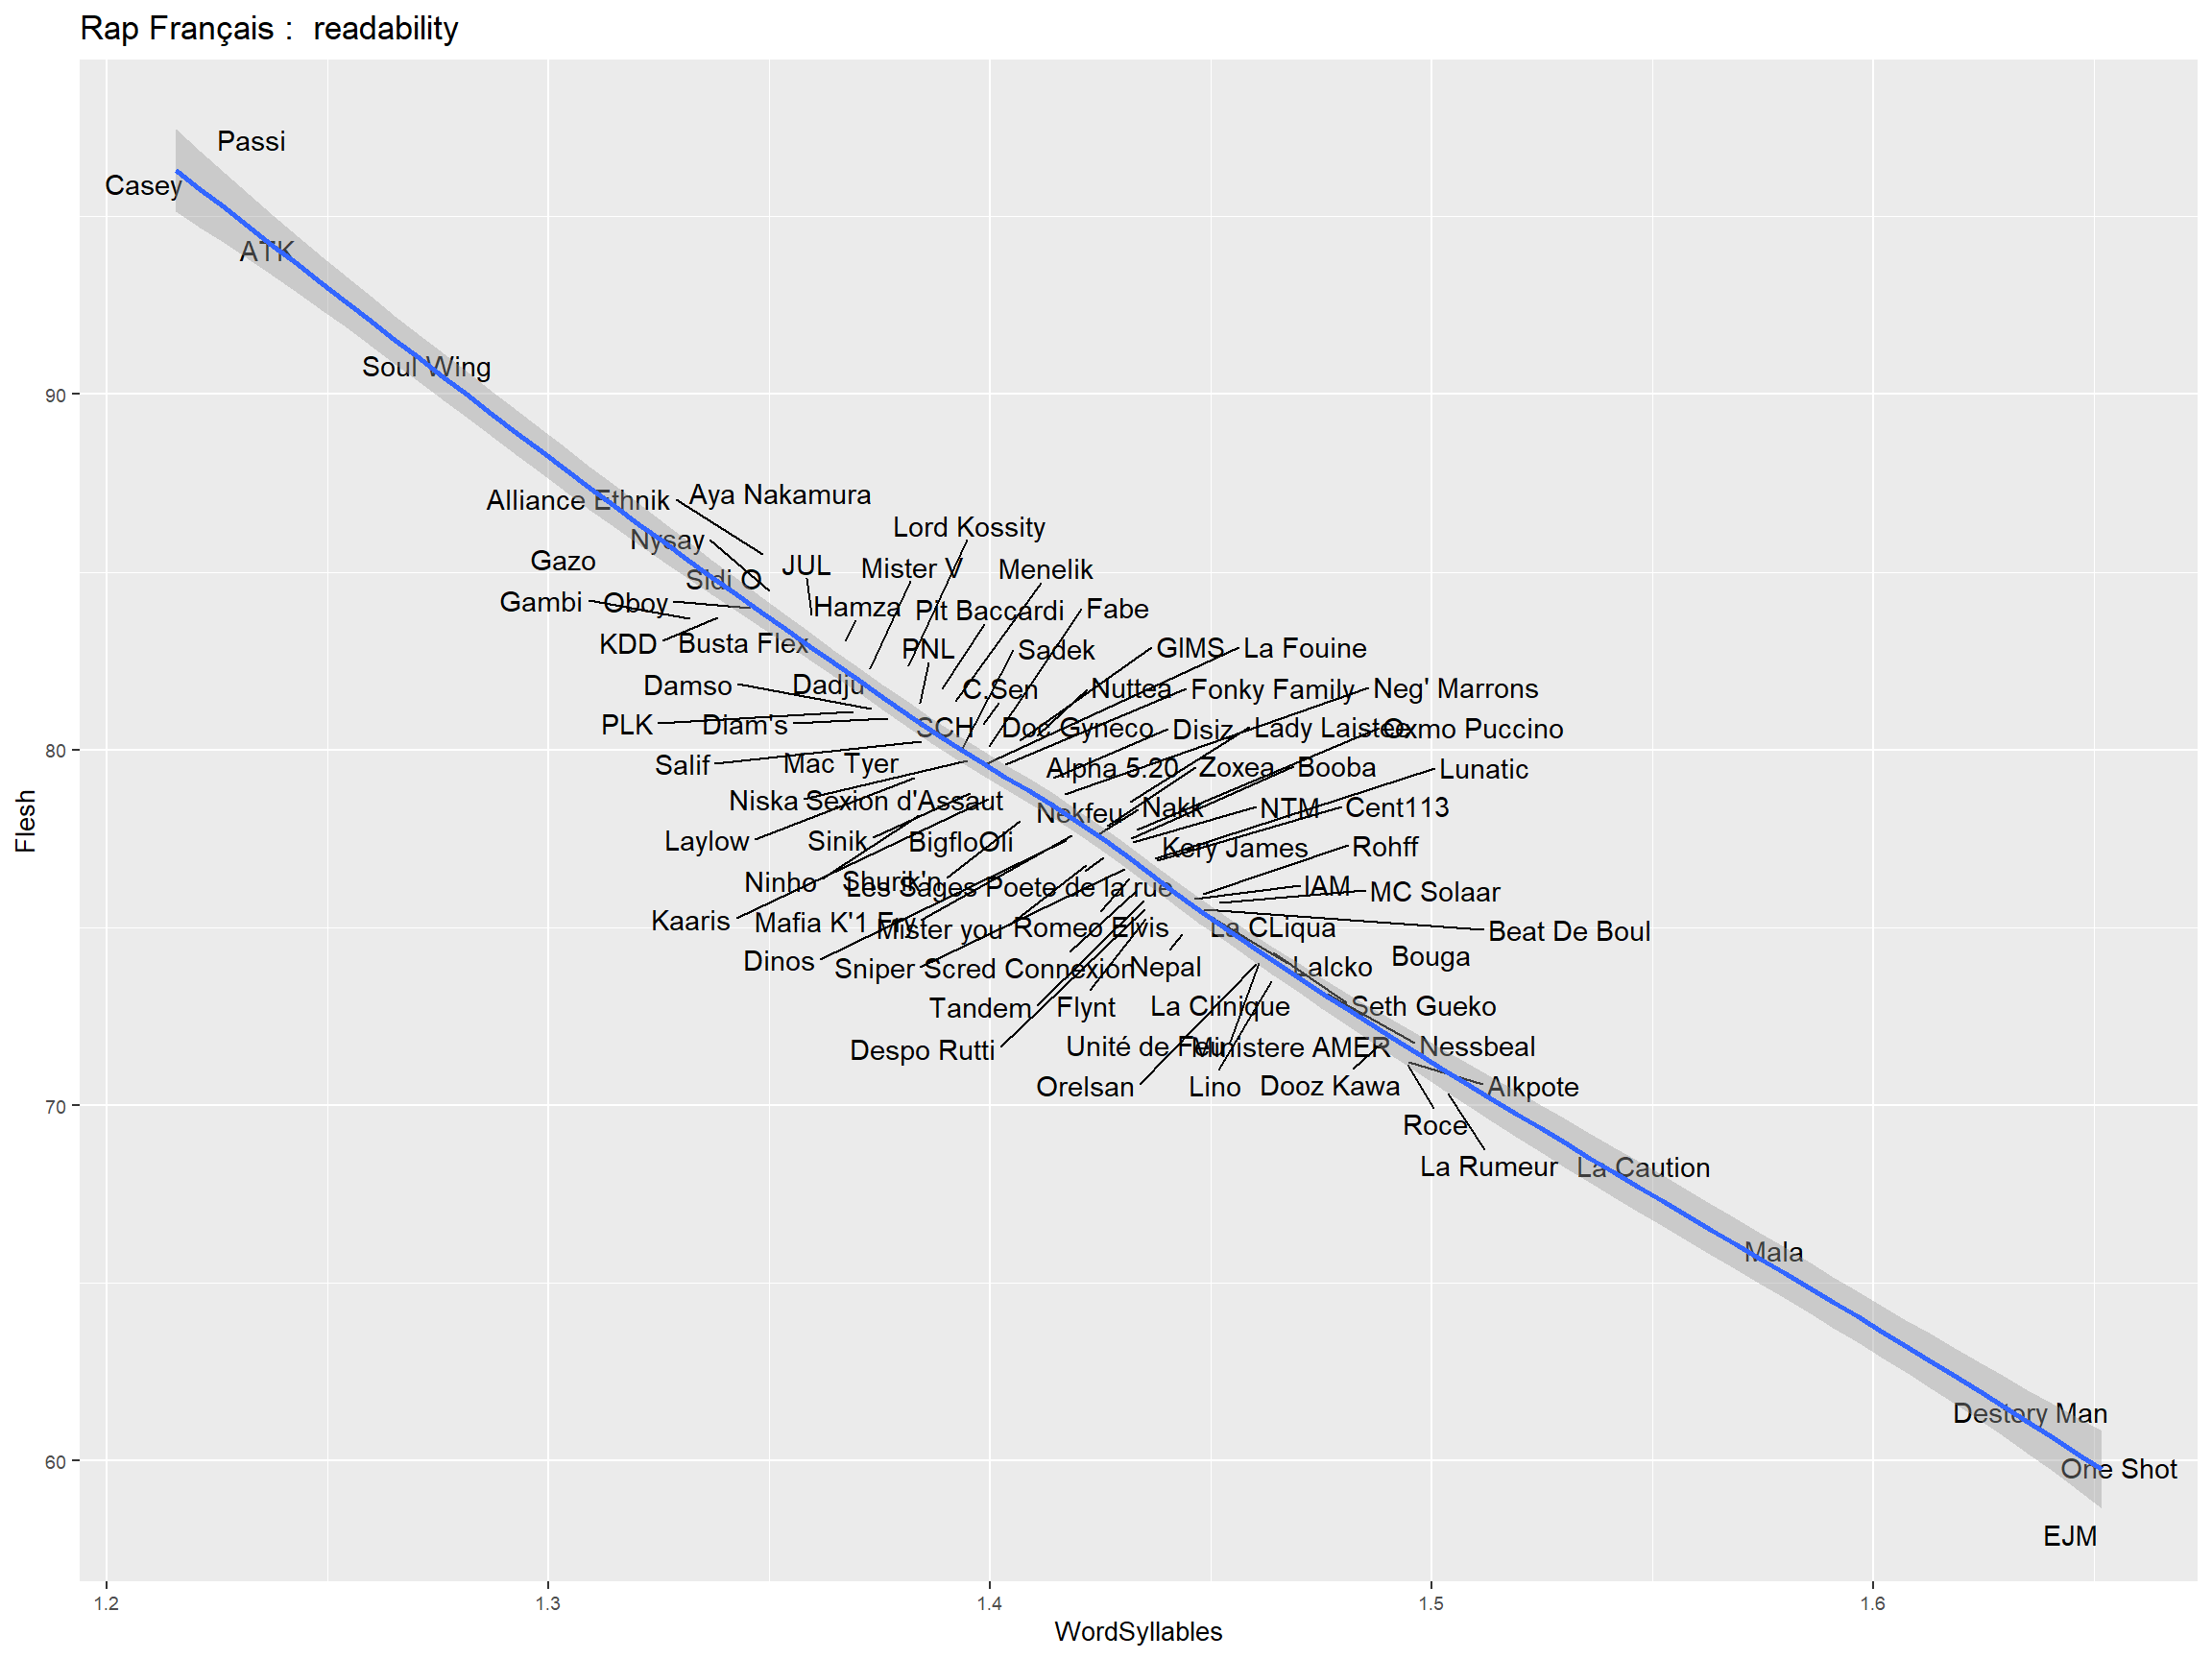 Rap Français :  readability
Passi
Casey
ATK
Soul Wing
90
Aya Nakamura
Alliance Ethnik
Lord Kossity
Nysay
Gazo
JUL
Mister V
Menelik
Sidi O
Gambi
Oboy
Hamza
Pit Baccardi
Fabe
KDD
Busta Flex
PNL
Sadek
GIMS
La Fouine
Damso
Dadju
C.Sen
Nuttea
Fonky Family
Neg' Marrons
PLK
Diam's
SCH
Doc Gyneco
Disiz
Lady Laistee
Oxmo Puccino
80
Salif
Mac Tyer
Alpha 5.20
Zoxea
Booba
Lunatic
Niska
Sexion d'Assaut
Nekfeu
Nakk
NTM
Cent113
Flesh
Laylow
Sinik
BigfloOli
Kery James
Rohff
Ninho
Shurik'n
Les Sages Poete de la rue
IAM
MC Solaar
Kaaris
Mafia K'1 Fry
Mister you
Romeo Elvis
La CLiqua
Beat De Boul
Dinos
Sniper
Scred Connexion
Nepal
Lalcko
Bouga
Tandem
Flynt
La Clinique
Seth Gueko
Despo Rutti
Unité de Feu
Ministere AMER
Nessbeal
Orelsan
Lino
Dooz Kawa
Alkpote
70
Roce
La Rumeur
La Caution
Mala
Destory Man
60
One Shot
EJM
1.2
1.3
1.4
1.5
1.6
WordSyllables